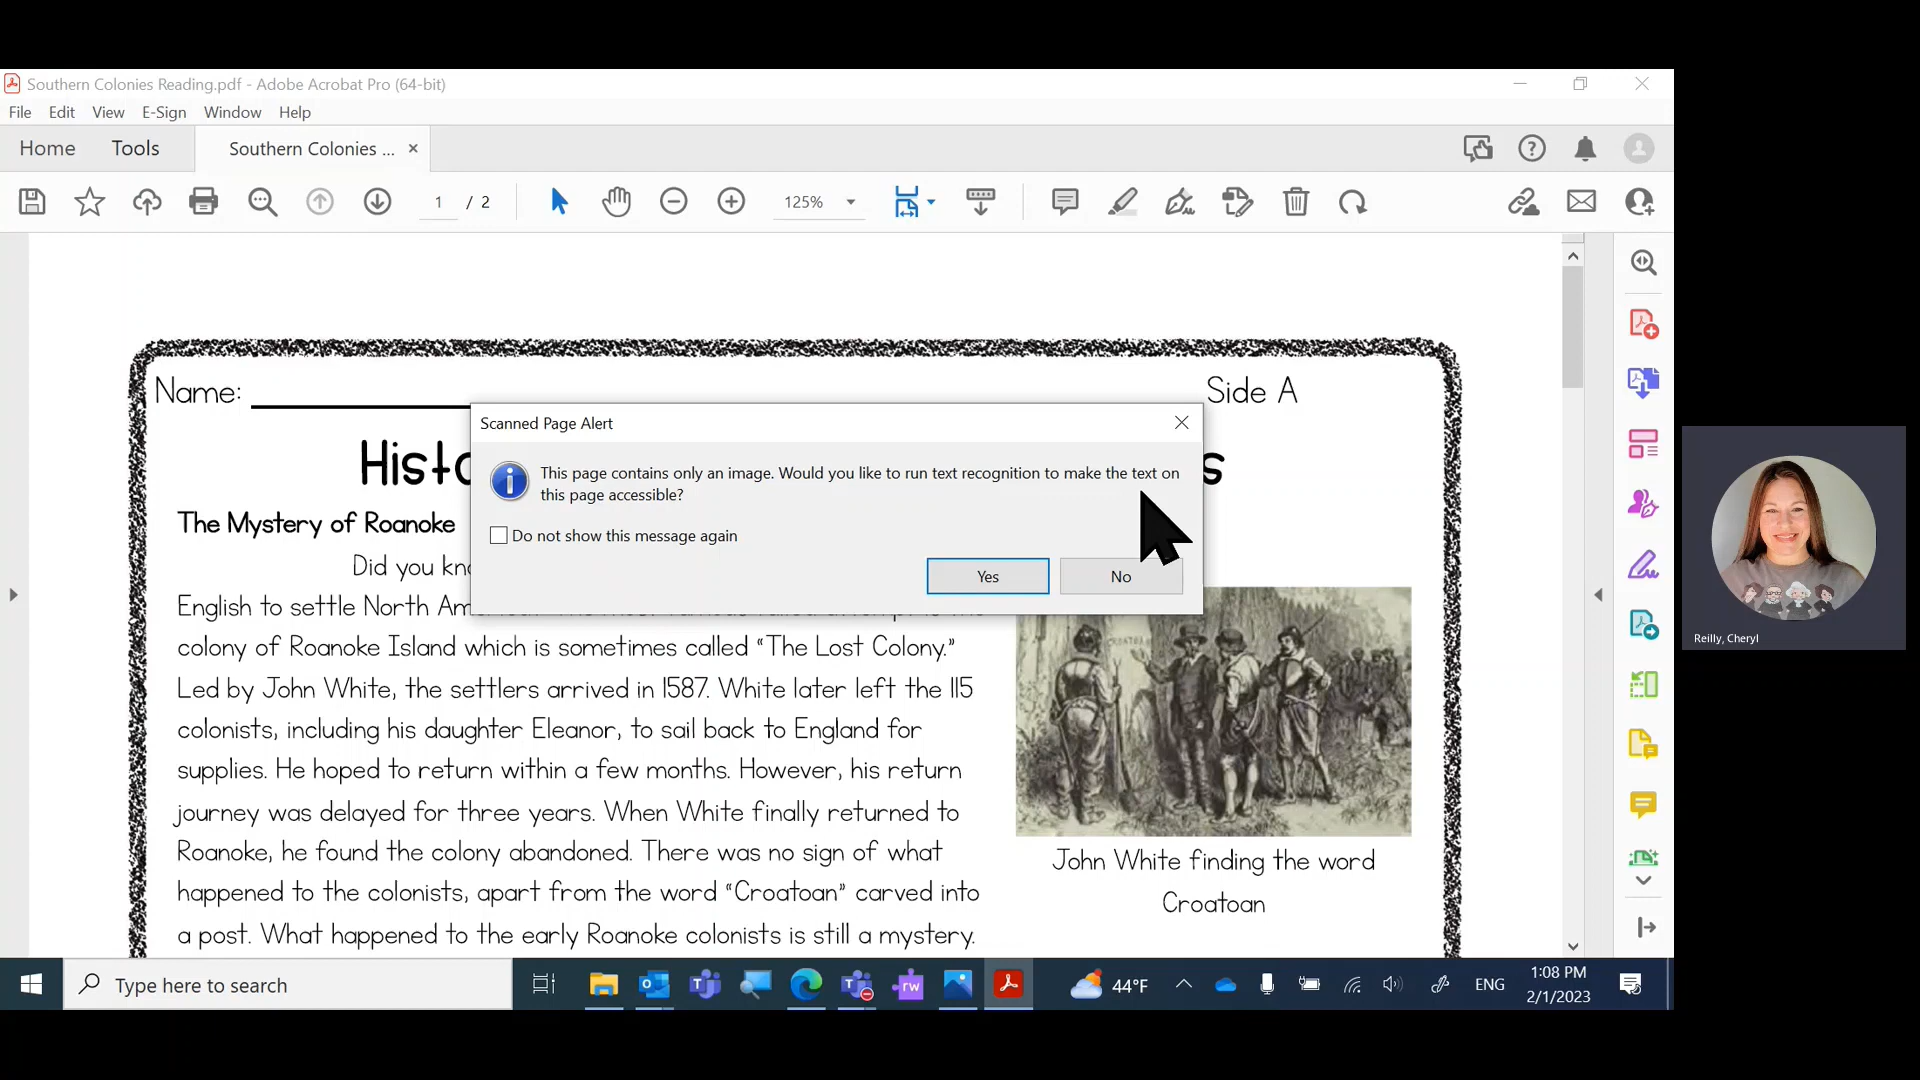 Southern Colonies Reading.pdf - Adobe Acrobat Pro (64-bit)
File Edit View E-Sign Window Help
Home Tools Southern Colonies ... ×
1 / 2 125%
Name: Side A
Scanned Page Alert
This page contains only an image. Would you like to run text recognition to make the text on
this page accessible?
Do not show this message again
Yes No
The Mystery of Roanoke
Did you
English to settle North
colony of Roanoke Island which is sometimes called "The Lost Colony."
Led by John White, the settlers arrived in 1587. White later left the 115
colonists, including his daughter Eleanor, to sail back to England for
supplies. He hoped to return within a few months. However, his return
journey was delayed for three years. When White finally returned to
Roanoke, he found the colony abandoned. There was no sign of what
happened to the colonists, apart from the word "Croatoan" carved into
a post. What happened to the early Roanoke colonists is still a mystery.
John White finding the word
Croatoan
Reilly, Cheryl
Type here to search
rw
44°F
ENG
1:08 PM
2/1/2023